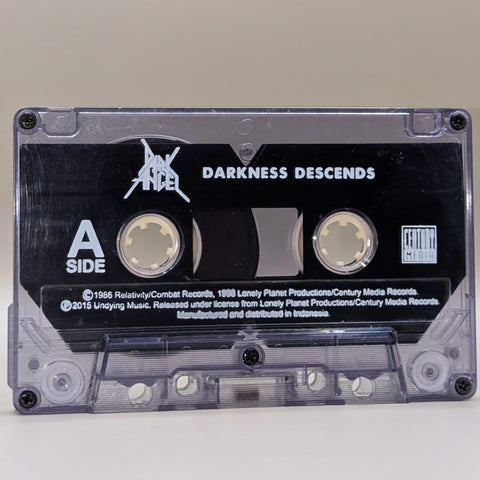 DARK
ANGEL
DARKNESS DESCENDS
A
SIDE
CENTURY
MEDIA
©1986 Relativity/Combat Records, 1998 Lonely Planet Productions/Century Media Records.
℗2015 Undying Music. Released under license from Lonely Planet Productions/Century Media Records.
Manufactured and distributed in Indonesia.